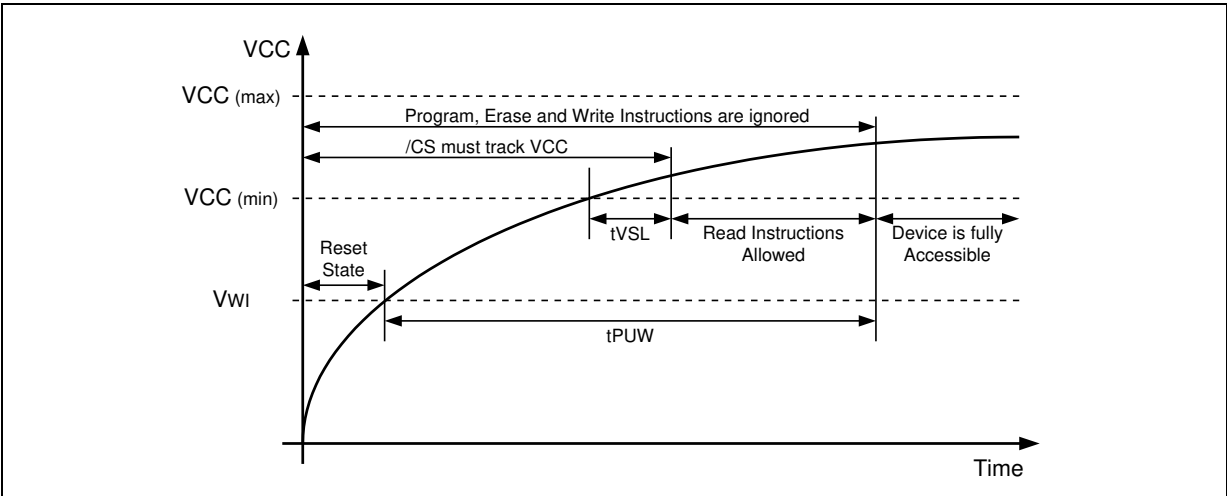 VCC
VCC (max)
Program, Erase and Write Instructions are ignored
/CS must track VCC
VCC (min)
tVSL
Read Instructions
Allowed
Device is fully
Accessible
Reset
State
VWI
tPUW
Time